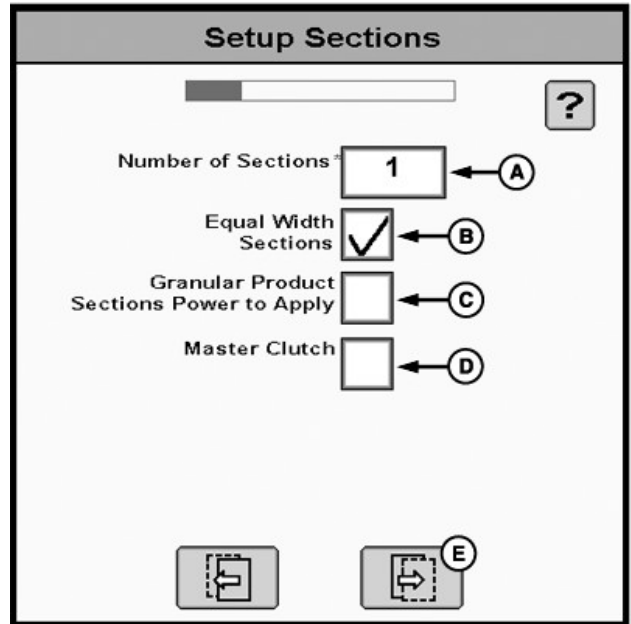 Setup Sections
?
Number of Sections*
1
A
Equal Width
Sections
B
Granular Product
Sections Power to Apply
C
Master Clutch
D
E